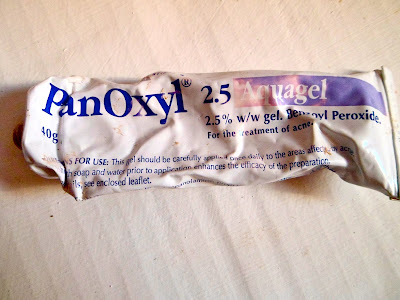 PanOxyl® 2.5 Aquagel
2.5% w/w gel. Benzoyl Peroxide.
40g. For the treatment of acne.
FOR USE: This gel should be carefully applied once daily to the areas affected by acne
soap and water prior to application enhances the efficacy of the preparation.
see enclosed leaflet.